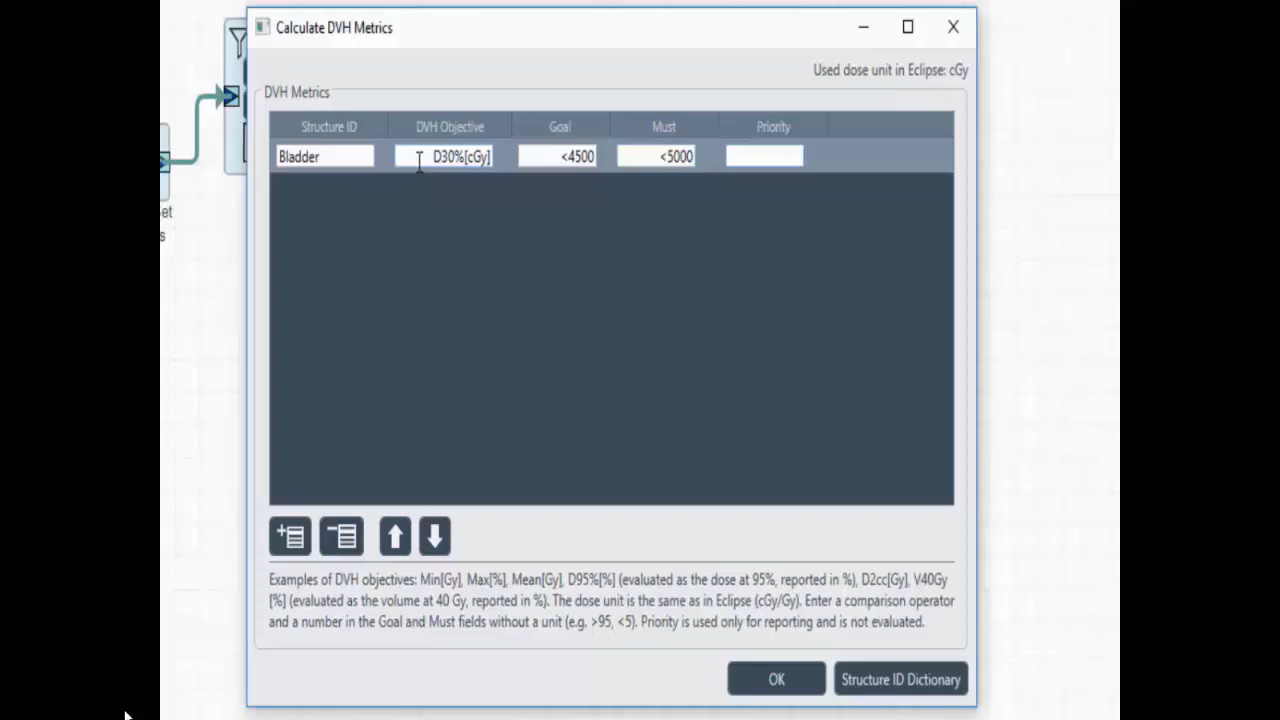 Calculate DVH Metrics
Used dose unit in Eclipse: cGy
DVH Metrics
Structure ID DVH Objective Goal Must Priority
Bladder D30%[cGy] <4500 <5000
et
s
Examples of DVH objectives: Min[Gy], Max[%], Mean[Gy], D95%[%] (evaluated as the dose at 95%, reported in %), D2cc[Gy], V40Gy
[%] (evaluated as the volume at 40 Gy, reported in %). The dose unit is the same as in Eclipse (cGy/Gy). Enter a comparison operator
and a number in the Goal and Must fields without a unit (e.g. >95, <5). Priority is used only for reporting and is not evaluated.
OK Structure ID Dictionary